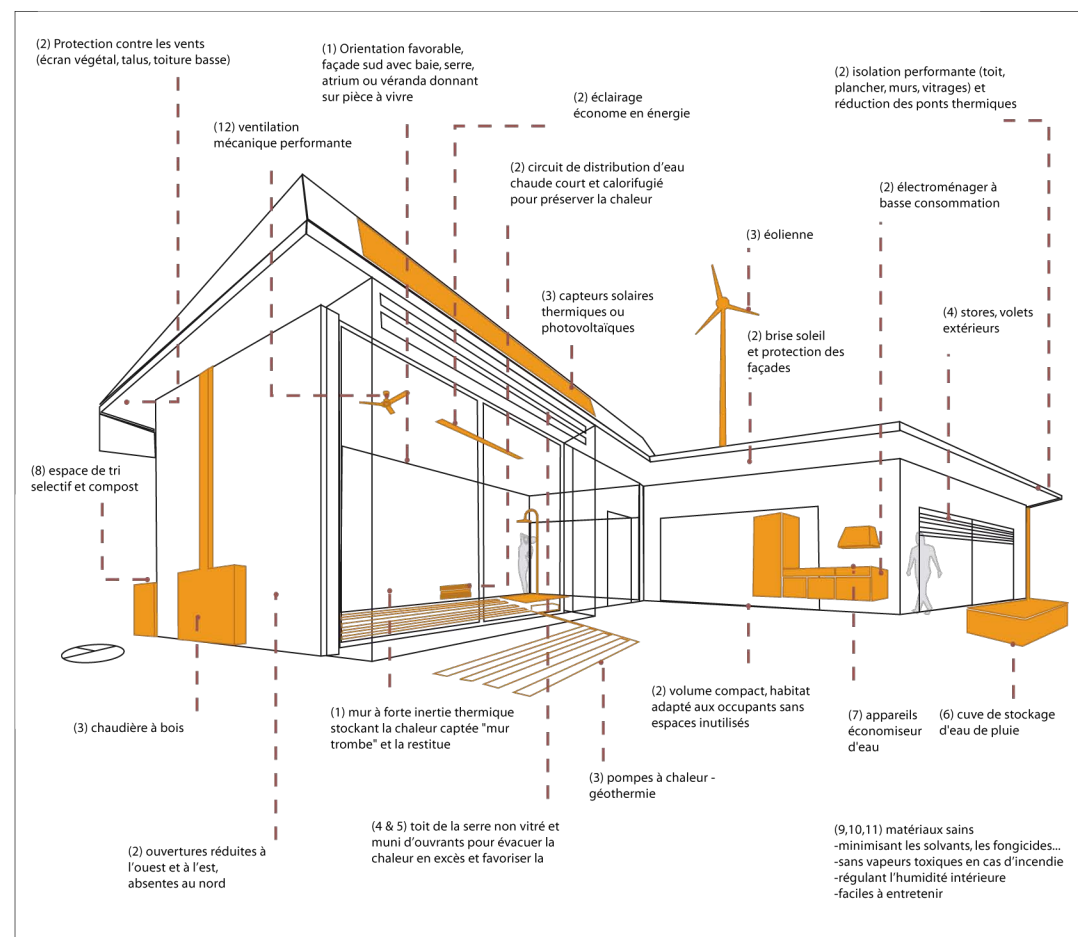 (2) Protection contre les vents
(écran végétal, talus, toiture basse)
(1) Orientation favorable,
façade sud avec baie, serre,
atrium ou véranda donnant
sur pièce à vivre
(2) isolation performante (toit,
plancher, murs, vitrages) et
réduction des ponts thermiques
(2) éclairage
économe en énergie
(12) ventilation
mécanique performante
(2) circuit de distribution d'eau
chaude court et calorifugé
pour préserver la chaleur
(2) électroménager à
basse consommation
(3) éolienne
(3) capteurs solaires
thermiques ou
photovoltaïques
(4) stores, volets
extérieurs
(2) brise soleil
et protection des
façades
(8) espace de tri
selectif et compost
(3) chaudière à bois
(1) mur à forte inertie thermique
stockant la chaleur captée "mur
trombe" et la restitue
(2) volume compact, habitat
adapté aux occupants sans
espaces inutilisés
(7) appareils
économiseur
d'eau
(6) cuve de stockage
d'eau de pluie
(3) pompes à chaleur -
géothermie
(2) ouvertures réduites à
l'ouest et à l'est,
absentes au nord
(4 & 5) toit de la serre non vitré et
muni d'ouvrants pour évacuer la
chaleur en excès et favoriser la
(9,10,11) matériaux sains
-minimisant les solvants, les fongicides...
-sans vapeurs toxiques en cas d'incendie
-régulant l'humidité intérieure
-faciles à entretenir